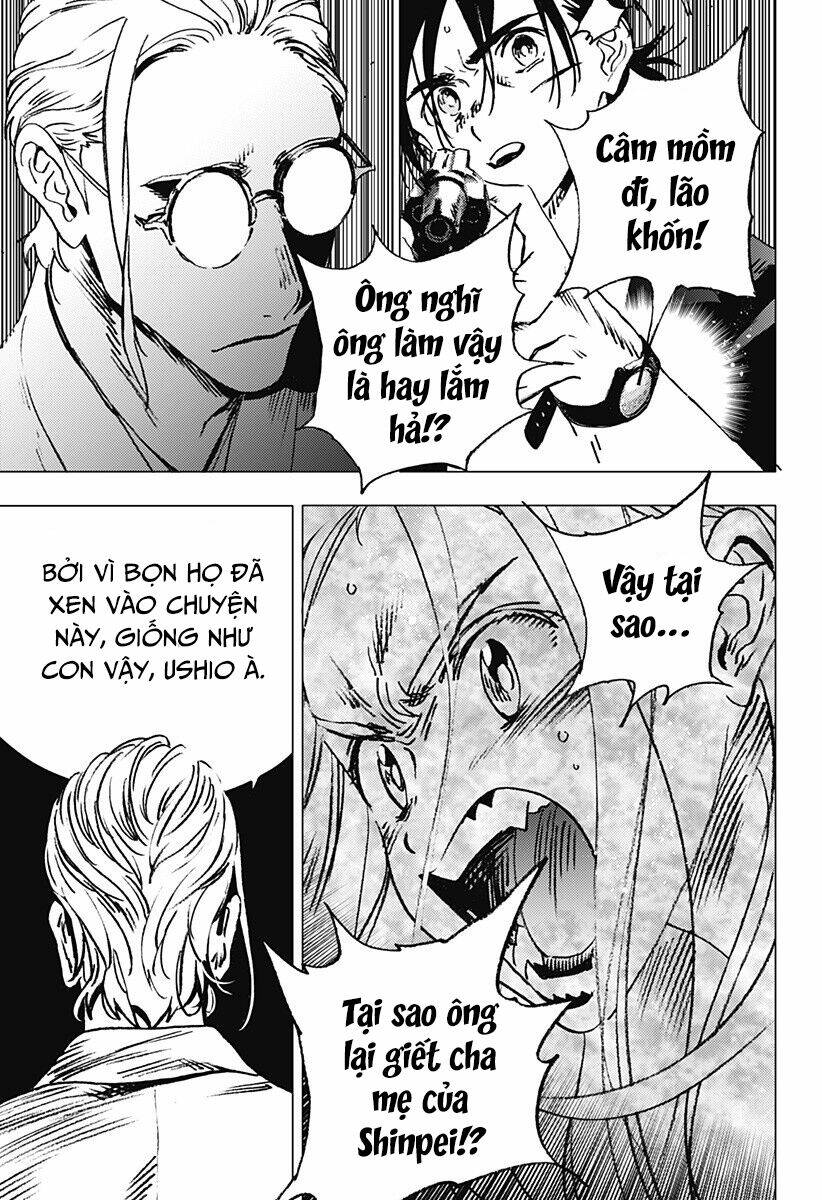 Câm mồm
đi, lão
khốn!
Ông nghĩ
ông làm vậy
là hay lắm
hả!?
Vậy tại
sao...
Tại sao ông
lại giết cha
mẹ của
Shinpei!?
BỞI VÌ BỌN HỌ ĐÃ
XEN VÀO CHUYỆN
NÀY, GIỐNG NHƯ
CON VẬY, USHIO À.